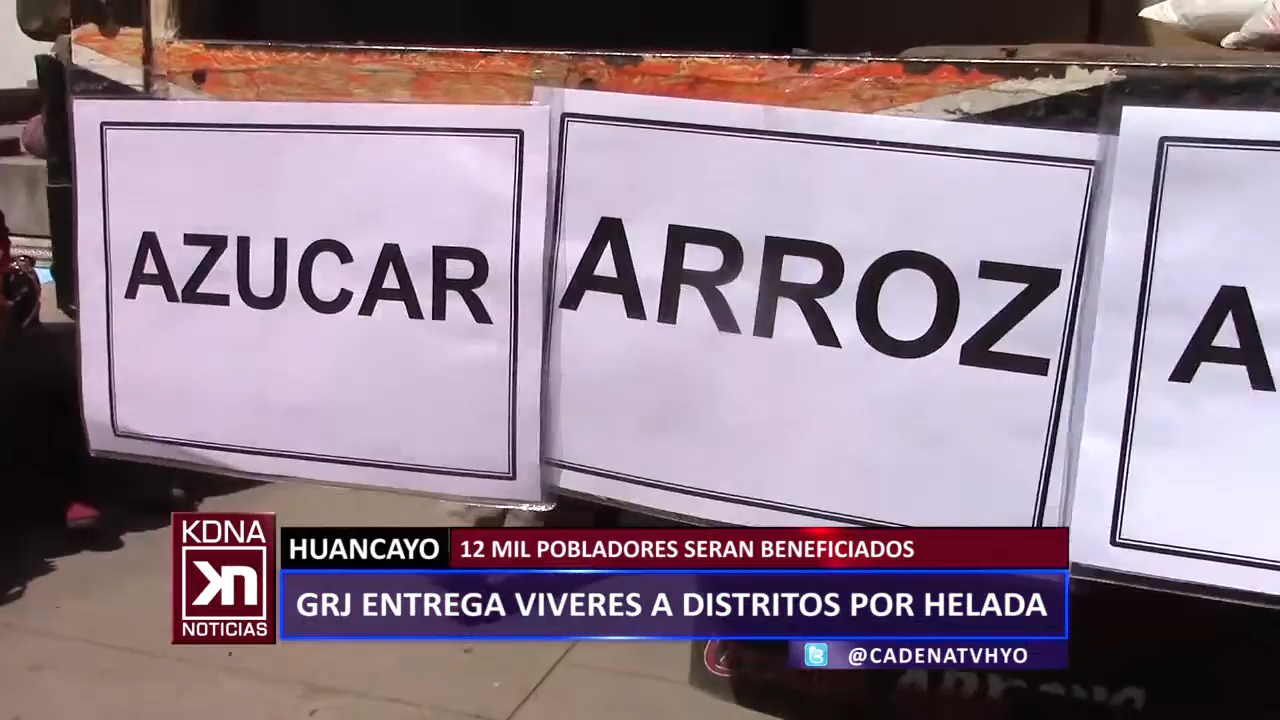 AZUCAR
ARROZ
A
KDNA
NOTICIAS
HUANCAYO
12 MIL POBLADORES SERAN BENEFICIADOS
GRJ ENTREGA VIVERES A DISTRITOS POR HELADA
@CADENATVHYO